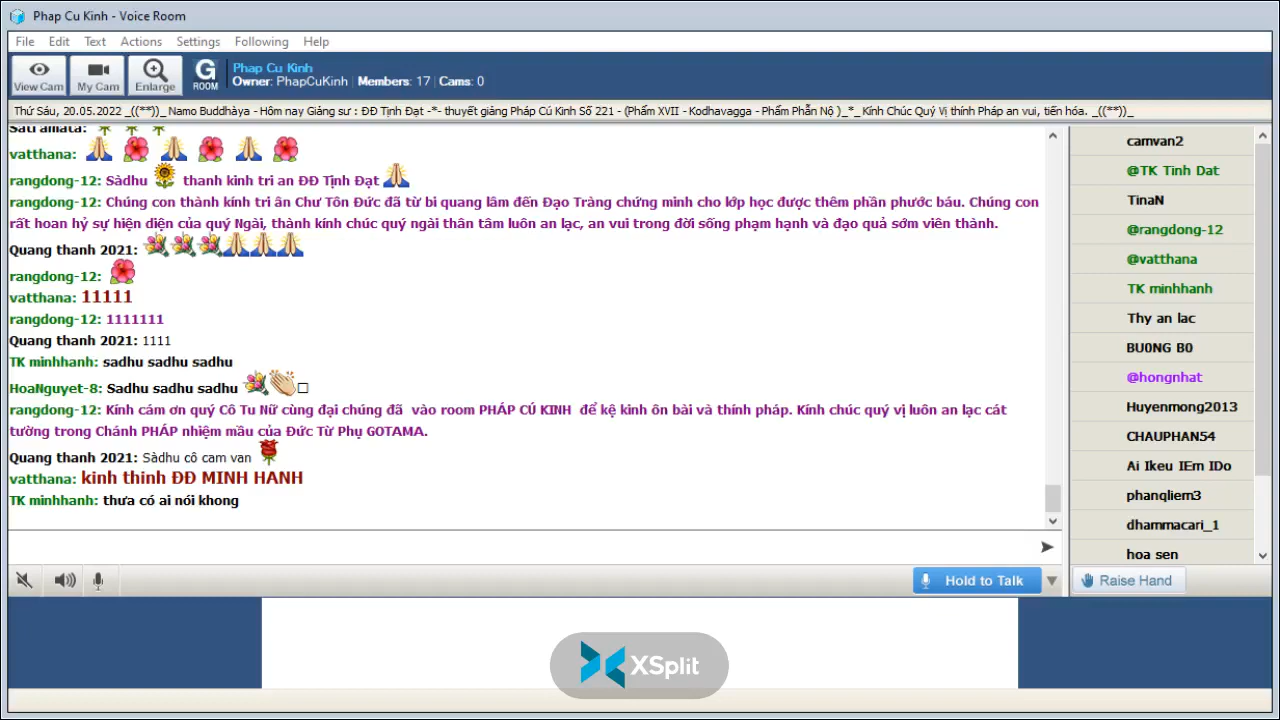 Phap Cu Kinh - Voice Room
File Edit Text Actions Settings Following Help
View Cam My Cam Enlarge G ROOM Phap Cu Kinh
Owner: PhapCuKinh | Members: 17 | Cams: 0
Thứ Sáu, 20.05.2022 _((**))_ Namo Buddhàya - Hôm nay Giảng sư : ĐĐ Tịnh Đạt -*- thuyết giảng Pháp Cú Kinh Số 221 - (Phẩm XVII - Kodhavagga - Phẩm Phẫn Nộ )_*_ Kính Chúc Quý Vị thính Pháp an vui, tiến hóa. _((**))_
Sati amata:
vatthana:
rangdong-12: Sàdhu thanh kinh tri an ĐĐ Tịnh Đạt
rangdong-12: Chúng con thành kính tri ân Chư Tôn Đức đã từ bi quang lâm đến Đạo Tràng chứng minh cho lớp học được thêm phần phước báu. Chúng con
rất hoan hỷ sự hiện diện của quý Ngài, thành kính chúc quý ngài thân tâm luôn an lạc, an vui trong đời sống phạm hạnh và đạo quả sớm viên thành.
Quang thanh 2021:
rangdong-12:
vatthana: 11111
rangdong-12: 1111111
Quang thanh 2021: 1111
TK minhhanh: sadhu sadhu sadhu
HoaNguyet-8: Sadhu sadhu sadhu
rangdong-12: Kính cám ơn quý Cô Tu Nữ cùng đại chúng đã vào room PHÁP CÚ KINH để kệ kinh ôn bài và thính pháp. Kính chúc quý vị luôn an lạc cát
tường trong Chánh PHÁP nhiệm mầu của Đức Từ Phụ GOTAMA.
Quang thanh 2021: Sàdhu cô cam van
vatthana: kinh thinh ĐĐ MINH HANH
TK minhhanh: thưa có ai nói khong
camvan2
@TK Tinh Dat
TinaN
@rangdong-12
@vatthana
TK minhhanh
Thy an lac
BU0NG B0
@hongnhat
Huyenmong2013
CHAUPHAN54
Ai Ikeu IEm IDo
phanqliem3
dhammacari_1
hoa sen
Hold to Talk
Raise Hand
XSplit